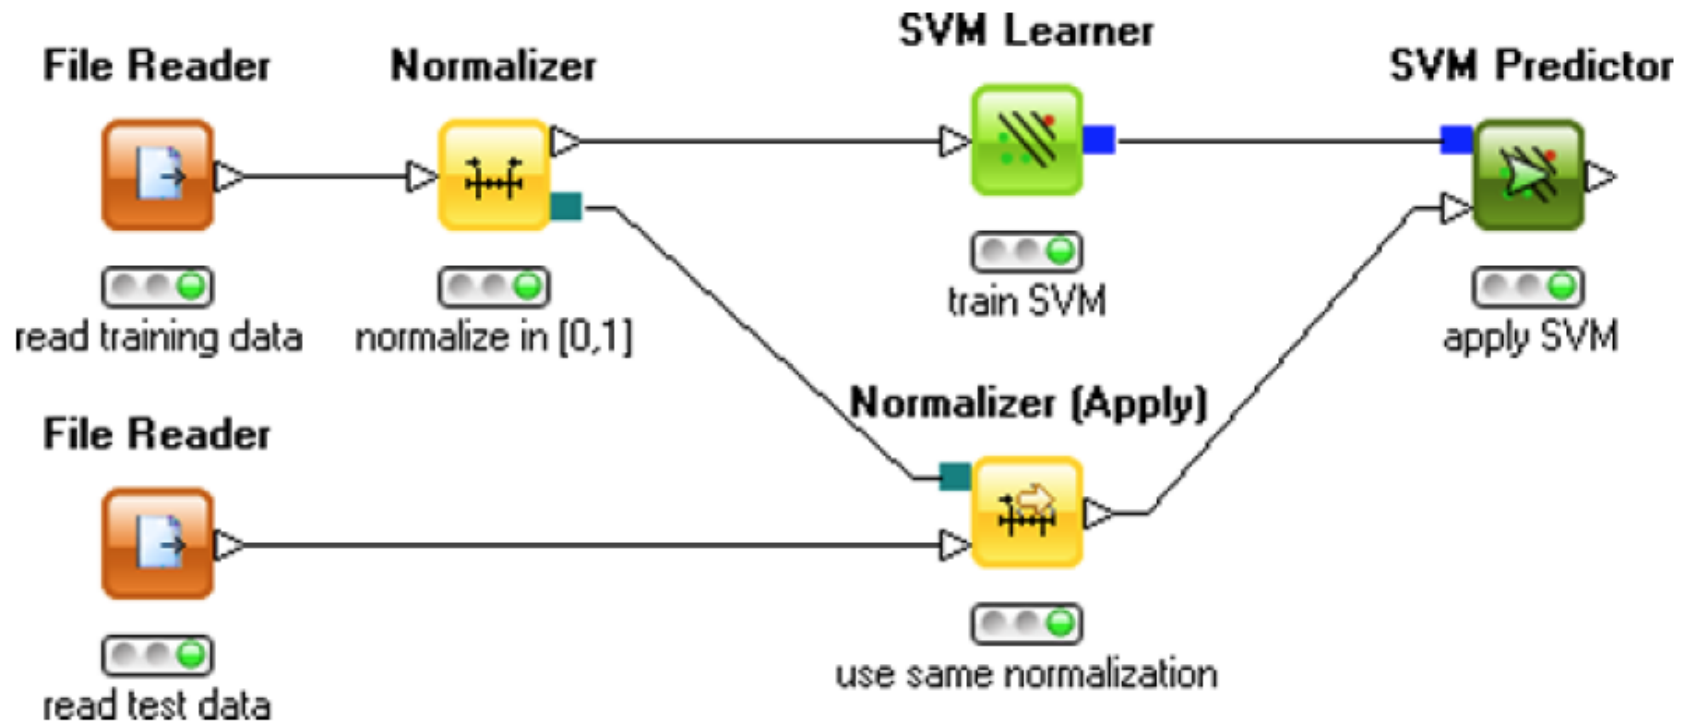 SVM Learner
File Reader
Normalizer
SVM Predictor
train SVM
read training data
normalize in [0,1]
apply SVM
Normalizer (Apply)
File Reader
use same normalization
read test data